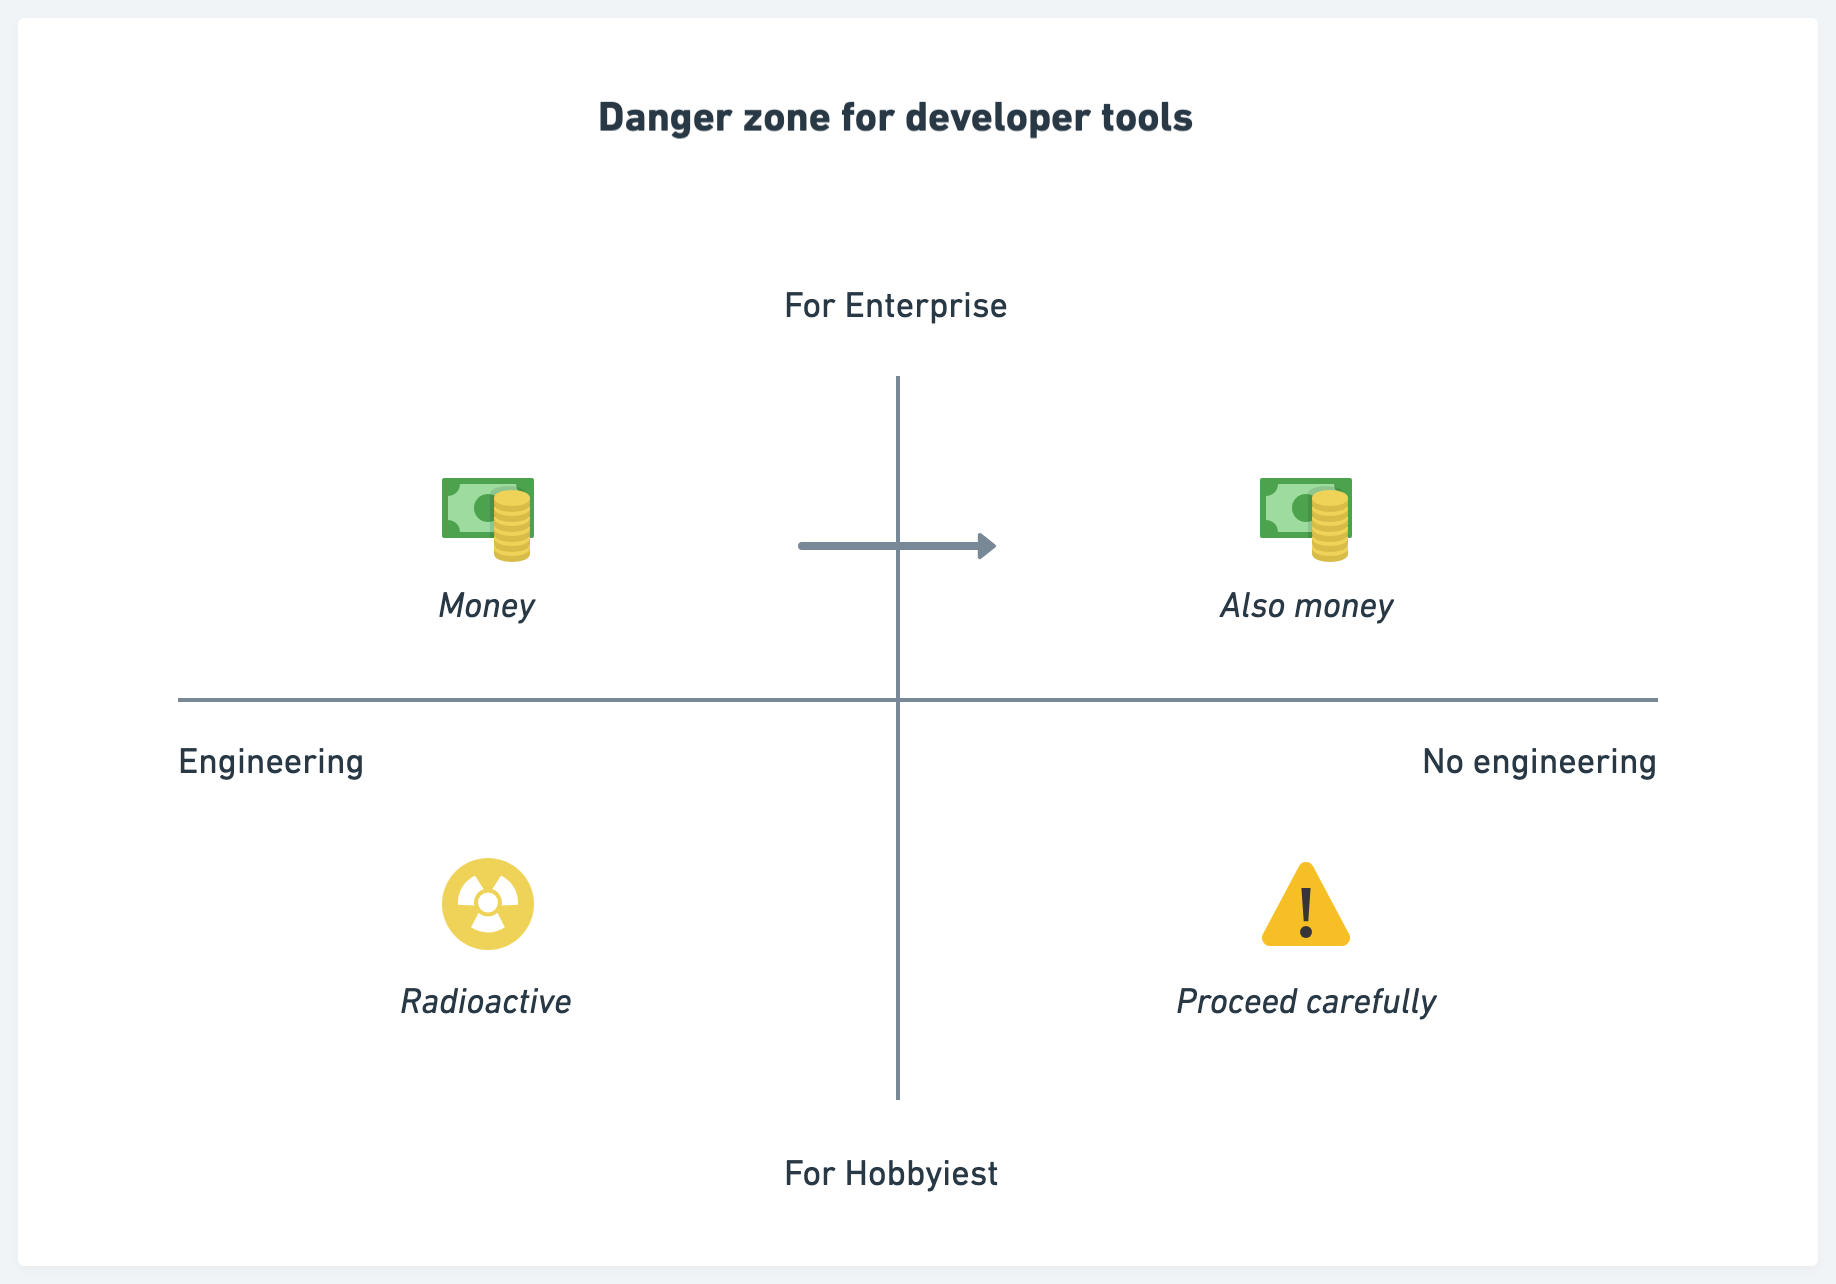 Danger zone for developer tools
For Enterprise
Money
Also money
Engineering
No engineering
Radioactive
Proceed carefully
For Hobbyiest